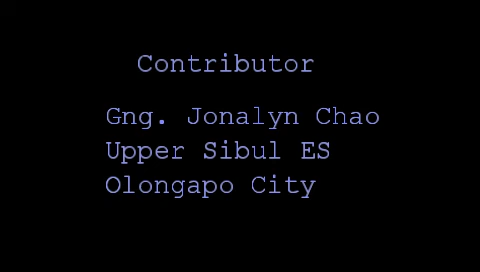 Contributor
Gng. Jonalyn Chao
Upper Sibul ES
Olongapo City